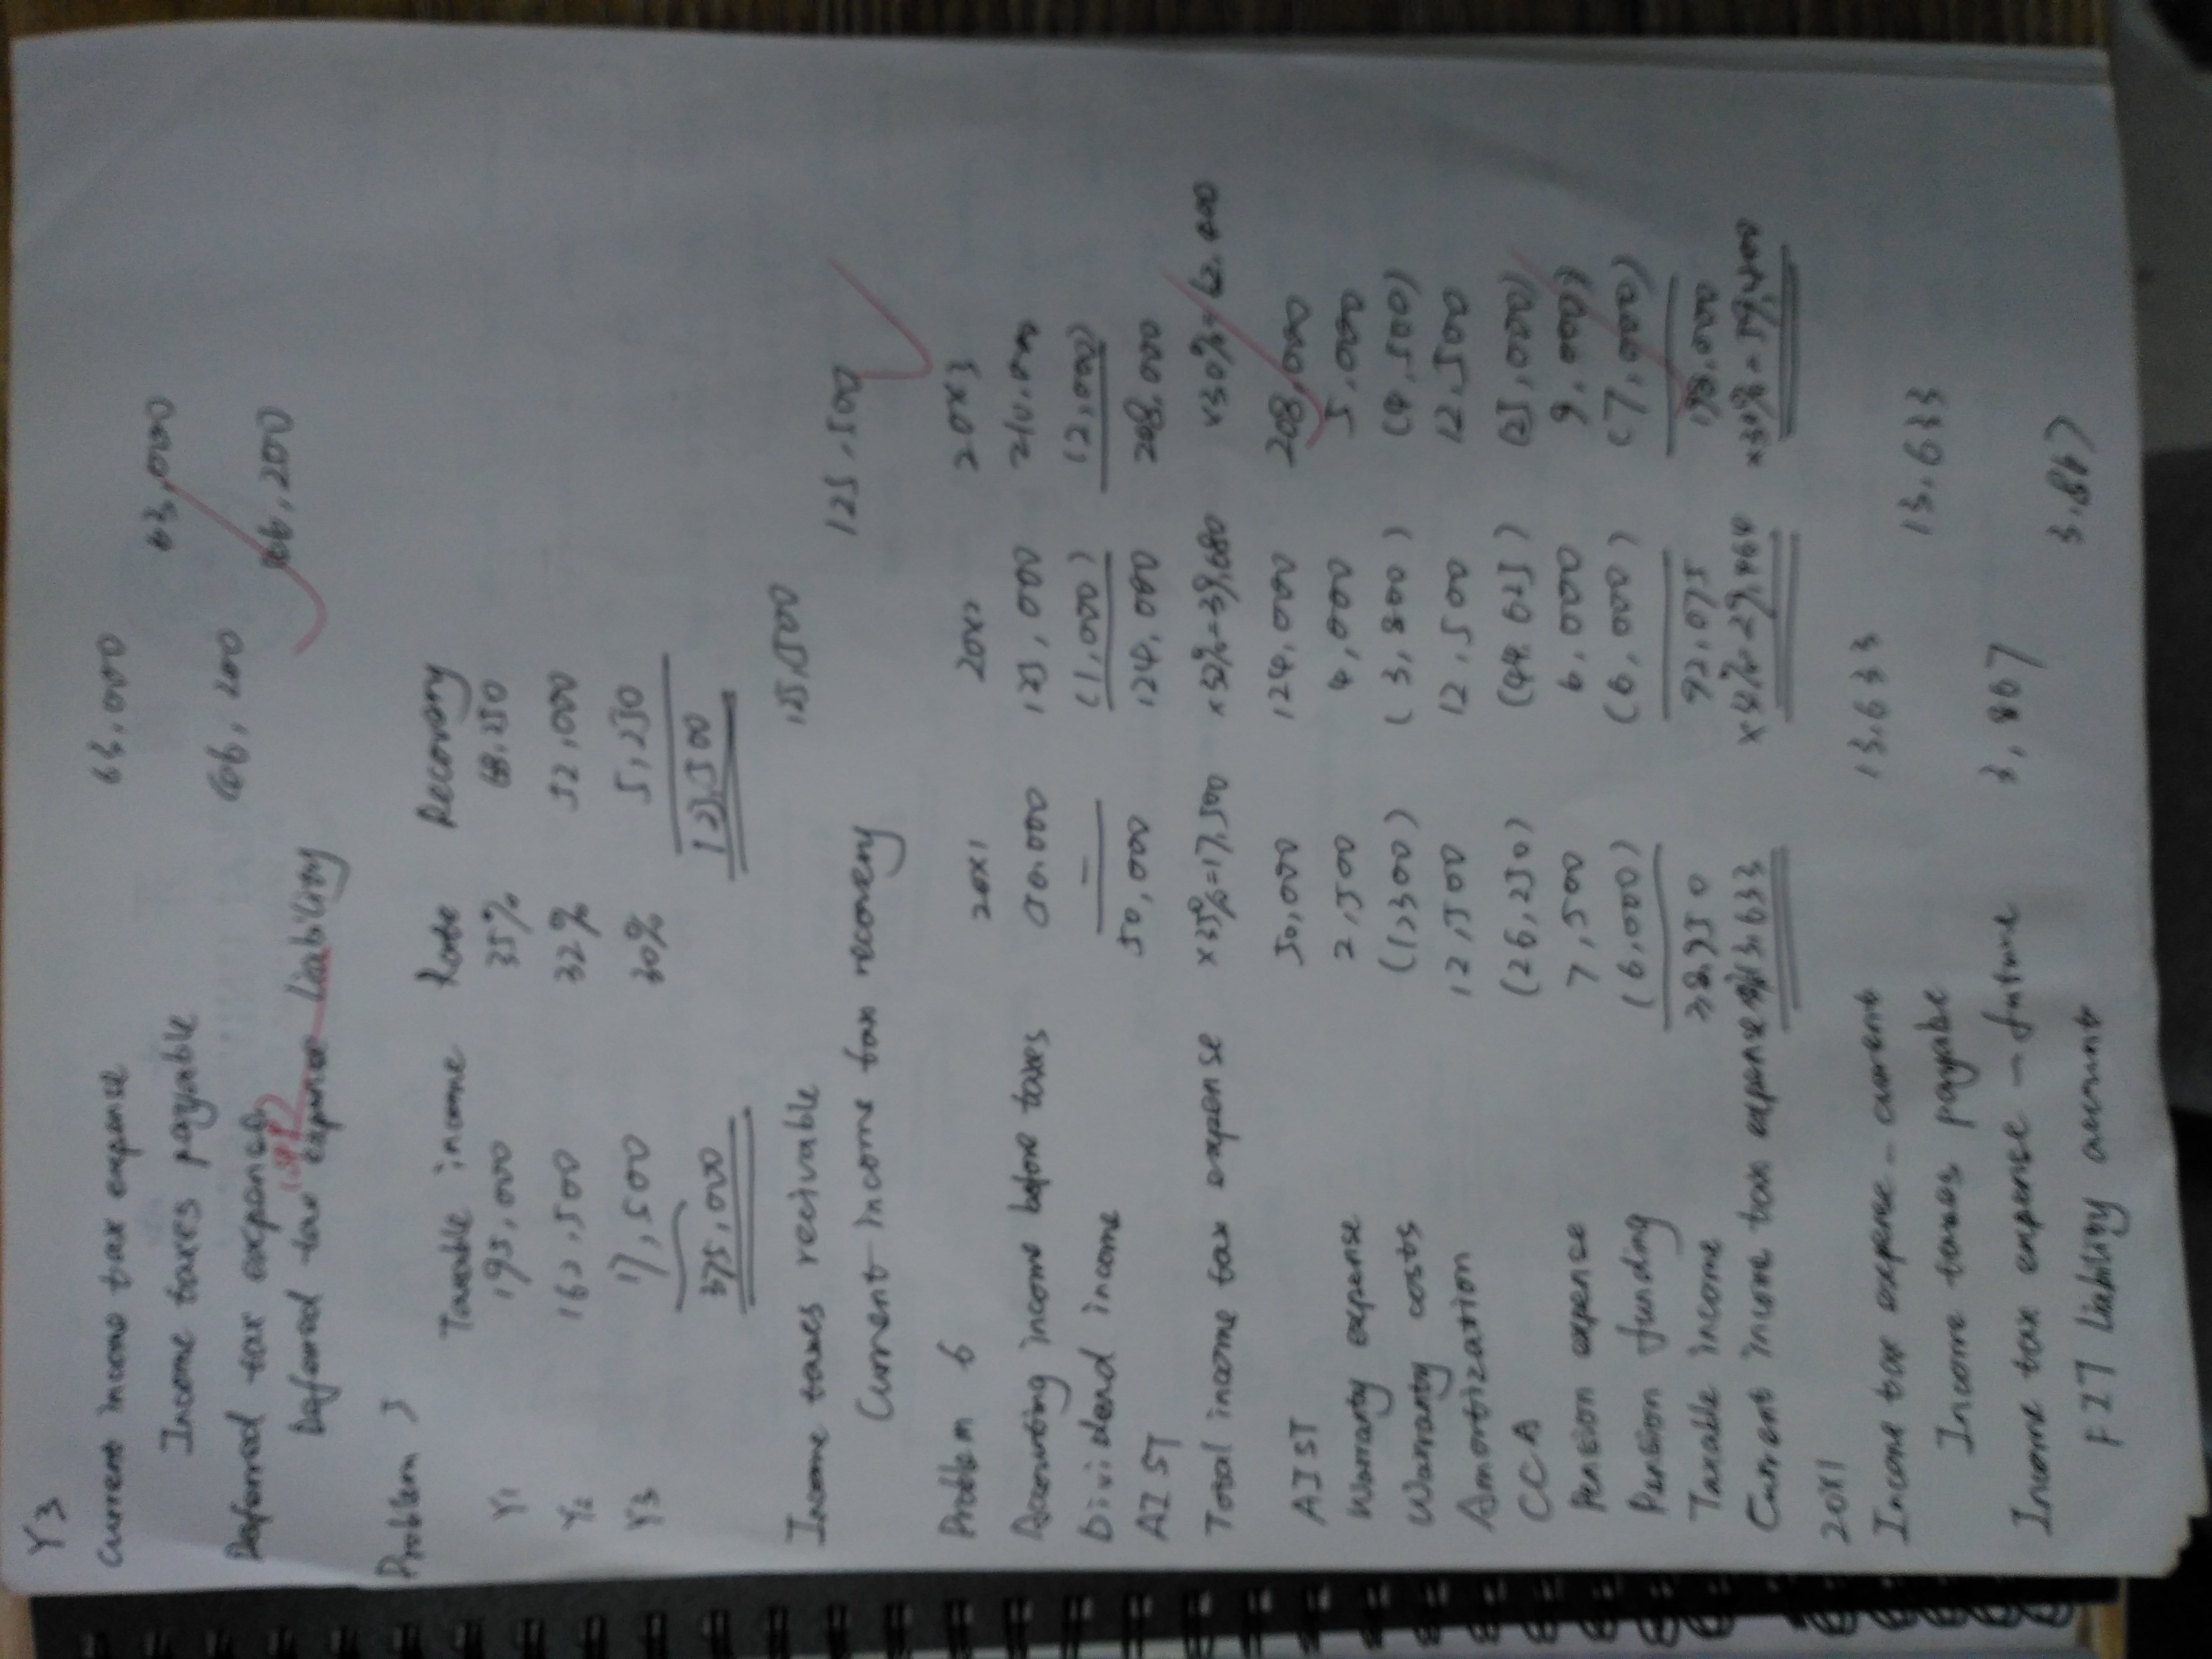 Y3
Current income tax expense 63,000
Income taxes payable 63,000
Deferred tax expense 66,200
Deferred tax expense liability 66,200
Problem 5
Taxable income Rate Recovery
Y1 195,000 35% 68,250
Y2 162,500 32% 52,000
Y3 17,500 30% 5,250
375,000 125,500
Income taxes recivable 125,500
Current income tax recovery 125,500
Problem 6
20X1 20X2 20X3
Accounting income before taxes 50,000 125,000 210,000
Dividend income — (1,000) (2,000)
AIST 50,000 124,000 208,000
Total income tax expense ×35%=17,500 ×32%=39,680 ×30%=62,400
AIST 50,000 124,000 208,000
Warranty expense 2,500 4,000 5,000
Warranty costs (1,300) (3,800) (4,500)
Amortization 12,500 12,500 12,500
CCA (26,250) (44,625) (25,000)
Pension expense 7,500 6,000 9,000
Pension funding (6,000) (6,000) (7,000)
Taxable income 38,950 92,075 198,000
Current income tax expense 13,633 ×32%=29,464 ×30%=59,400
20X1
Income tax expense - current 13,633
Income taxes payabe 13,633
Income tax expense - future 3,867
FIT liability account 3,867